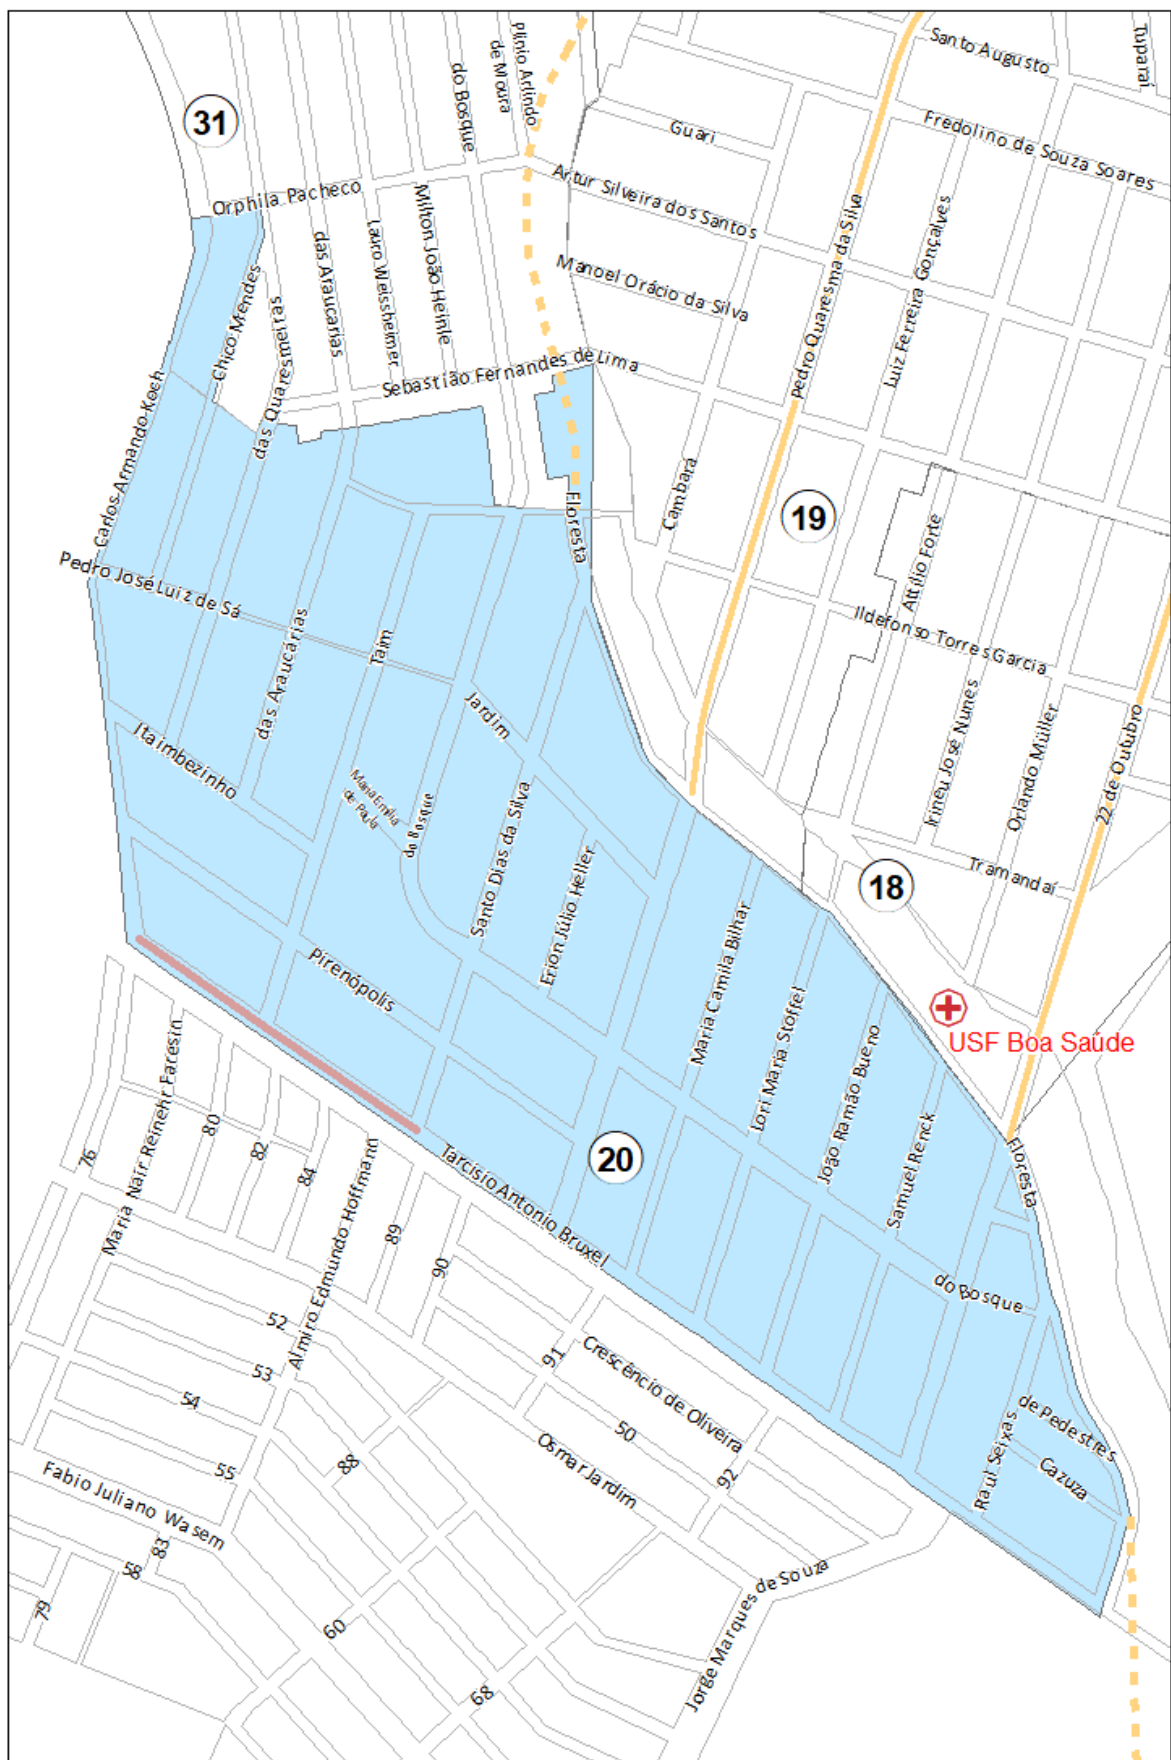 Santo Augusto
Tuparaí
Plinio Arlindo
de Moura
do Bosque
31
Guari
Fredolino de Souza Soares
Orphila Pacheco
Artur Silveira dos Santos
Milton João Heinle
Lauro Weissheimer
das Araucarias
Pedro Quaresma da Silva
Luiz Ferreira Gonçalves
Manoel Orácio da Silva
Chico Mendes
das Quaresmeiras
Sebastião Fernandes de Lima
Carlos Armando Koch
Cambará
19
Floresta
Attilio Forte
Pedro José Luiz de Sá
Ildefonso Torres Garcia
das Araucárias
Taim
Jardim
Irineu José Nunes
Orlando Müller
22 de Outubro
Itaimbezinho
Maria Emília
de Paula
do Bosque
Santo Dias da Silva
Erion Júlio Heller
Tramandaí
18
Maria Camila Bilhar
Pirenópolis
Lori Maria Stoffel
João Ramão Bueno
USF Boa Saúde
Maria Nair Reinehr Faresin
80
82
84
76
Samuel Renck
Floresta
Tarcisio Antonio Bruxel
20
Almiro Edmundo Hoffmann
89
90
do Bosque
52
53
54
55
91
Crescêncio de Oliveira
50
92
Osmar Jardim
88
de Pedestres
Raul Seixas
Cazuza
Fabio Juliano Wasem
83
58
79
60
68
Jorge Marques de Souza